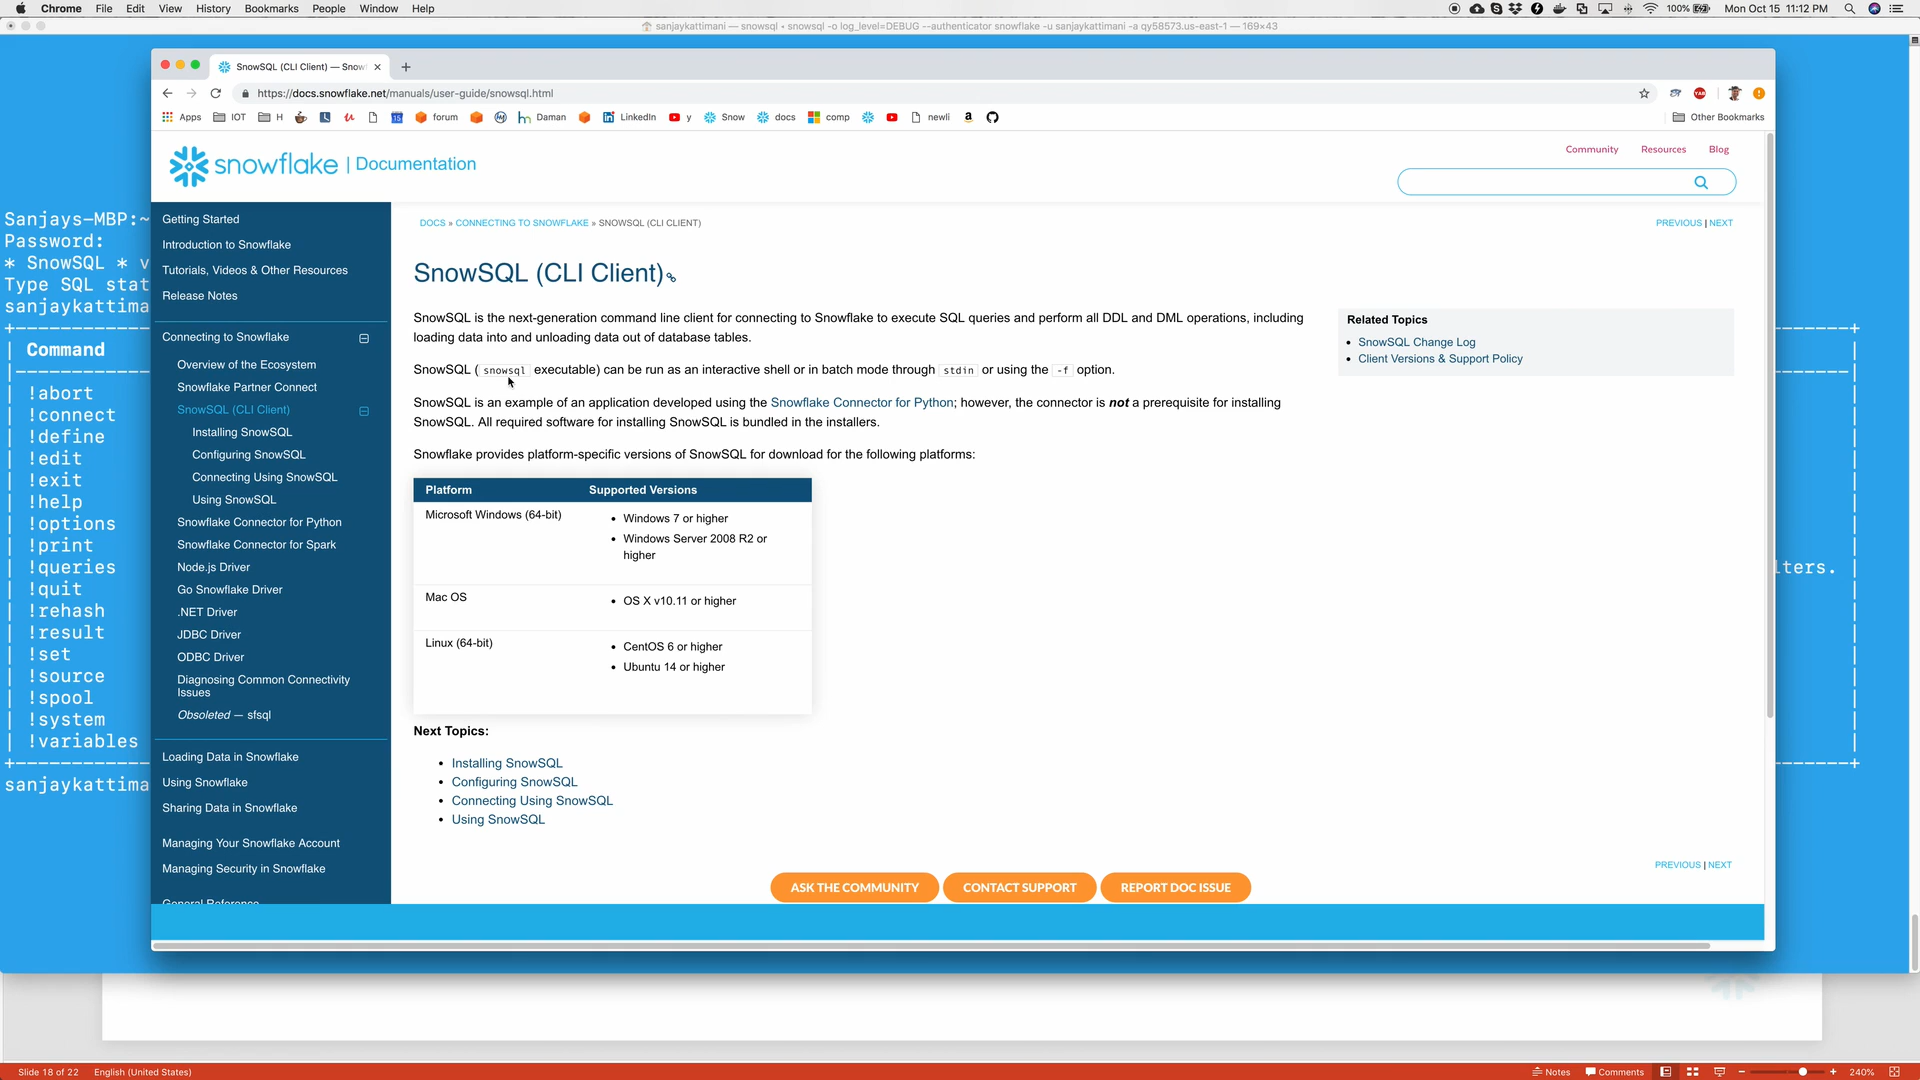 Chrome File Edit View History Bookmarks People Window Help
100% Mon Oct 15 11:12 PM
sanjaykattimani — snowsql • snowsql -o log_level=DEBUG --authenticator snowflake -u sanjaykattimani -a qy58573.us-east-1 — 169×43
SnowSQL (CLI Client) — Snow
https://docs.snowflake.net/manuals/user-guide/snowsql.html
Apps IOT H forum Daman LinkedIn y Snow docs comp newli Other Bookmarks
snowflake | Documentation
Community Resources Blog
Getting Started
Introduction to Snowflake
Tutorials, Videos & Other Resources
Release Notes
Connecting to Snowflake
Overview of the Ecosystem
Snowflake Partner Connect
SnowSQL (CLI Client)
Installing SnowSQL
Configuring SnowSQL
Connecting Using SnowSQL
Using SnowSQL
Snowflake Connector for Python
Snowflake Connector for Spark
Node.js Driver
Go Snowflake Driver
.NET Driver
JDBC Driver
ODBC Driver
Diagnosing Common Connectivity
Issues
Obsoleted — sfsql
Loading Data in Snowflake
Using Snowflake
Sharing Data in Snowflake
Managing Your Snowflake Account
Managing Security in Snowflake
General Reference
DOCS » CONNECTING TO SNOWFLAKE » SNOWSQL (CLI CLIENT)
PREVIOUS | NEXT
SnowSQL (CLI Client)
SnowSQL is the next-generation command line client for connecting to Snowflake to execute SQL queries and perform all DDL and DML operations, including
loading data into and unloading data out of database tables.
SnowSQL ( snowsql executable) can be run as an interactive shell or in batch mode through stdin or using the -f option.
SnowSQL is an example of an application developed using the Snowflake Connector for Python; however, the connector is not a prerequisite for installing
SnowSQL. All required software for installing SnowSQL is bundled in the installers.
Snowflake provides platform-specific versions of SnowSQL for download for the following platforms:
Platform Supported Versions
Microsoft Windows (64-bit)
• Windows 7 or higher
• Windows Server 2008 R2 or
higher
Mac OS
• OS X v10.11 or higher
Linux (64-bit)
• CentOS 6 or higher
• Ubuntu 14 or higher
Next Topics:
• Installing SnowSQL
• Configuring SnowSQL
• Connecting Using SnowSQL
• Using SnowSQL
Related Topics
• SnowSQL Change Log
• Client Versions & Support Policy
PREVIOUS | NEXT
ASK THE COMMUNITY CONTACT SUPPORT REPORT DOC ISSUE
Sanjays-MBP:~
Password:
* SnowSQL * v
Type SQL stat
sanjaykattima
Command
!abort
!connect
!define
!edit
!exit
!help
!options
!print
!queries
!quit
!rehash
!result
!set
!source
!spool
!system
!variables
sanjaykattima
lters.
Slide 18 of 22 English (United States) Notes Comments 240%